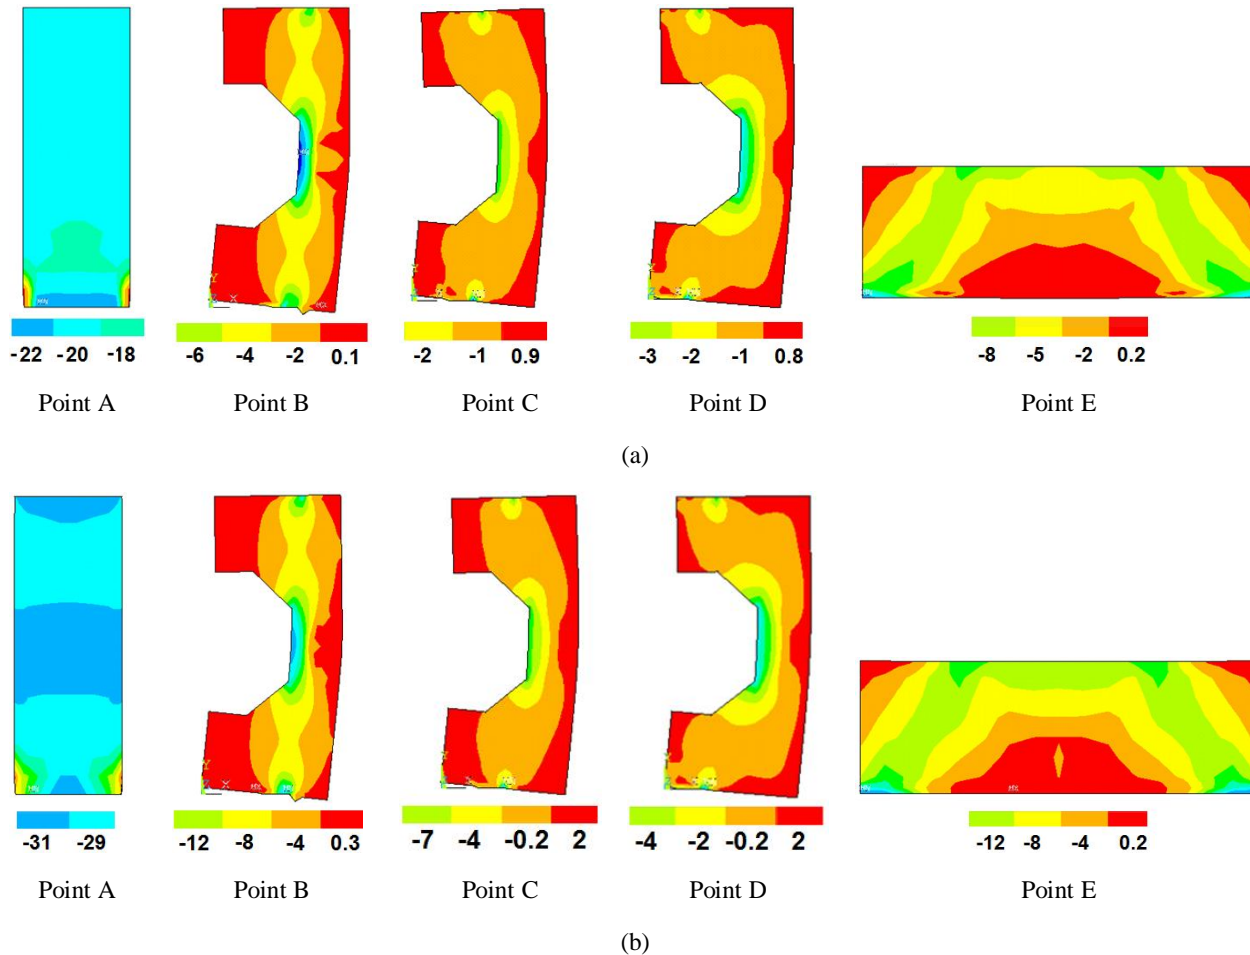 -22 -20 -18
-6 -4 -2 0.1
-2 -1 0.9
-3 -2 -1 0.8
-8 -5 -2 0.2
Point A Point B Point C Point D Point E
(a)
-31 -29
-12 -8 -4 0.3
-7 -4 -0.2 2
-4 -2 -0.2 2
-12 -8 -4 0.2
Point A Point B Point C Point D Point E
(b)